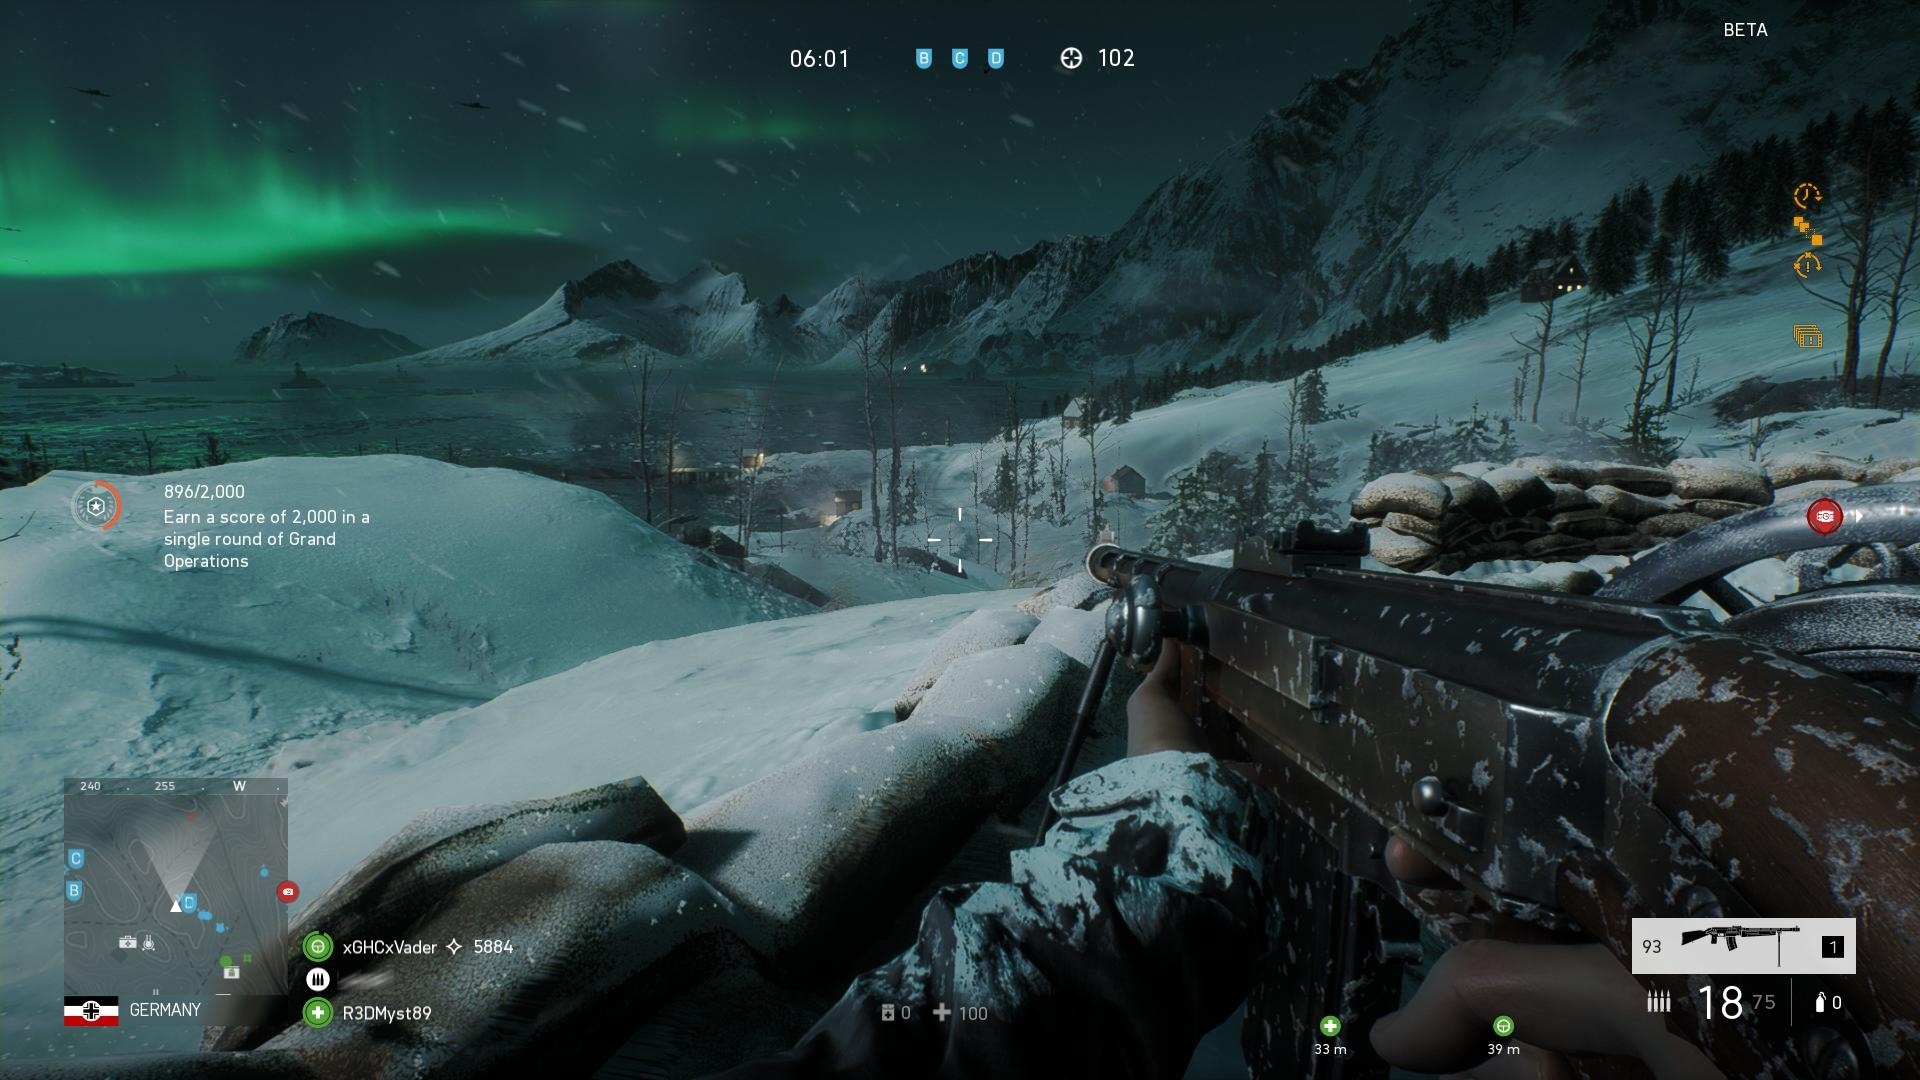 BETA
06:01 B C D 102
896/2,000
Earn a score of 2,000 in a
single round of Grand
Operations
240 . 255 . W .
C
B
D
GERMANY
xGHCxVader 5884
R3DMyst89
0 100
33 m
39 m
93 1
18 75 0